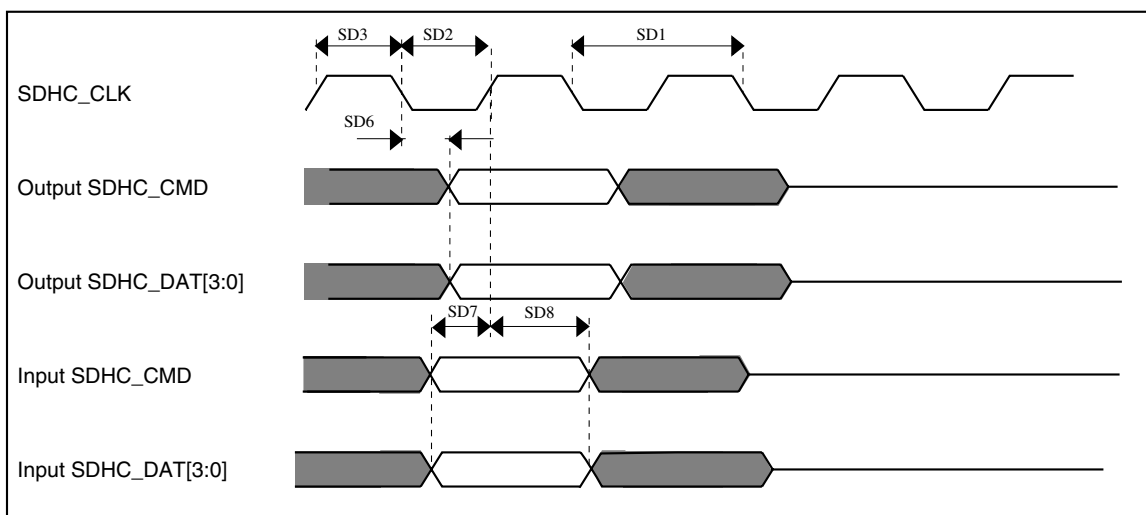 SD3 SD2 SD1
SDHC_CLK
SD6
Output SDHC_CMD
Output SDHC_DAT[3:0]
SD7 SD8
Input SDHC_CMD
Input SDHC_DAT[3:0]